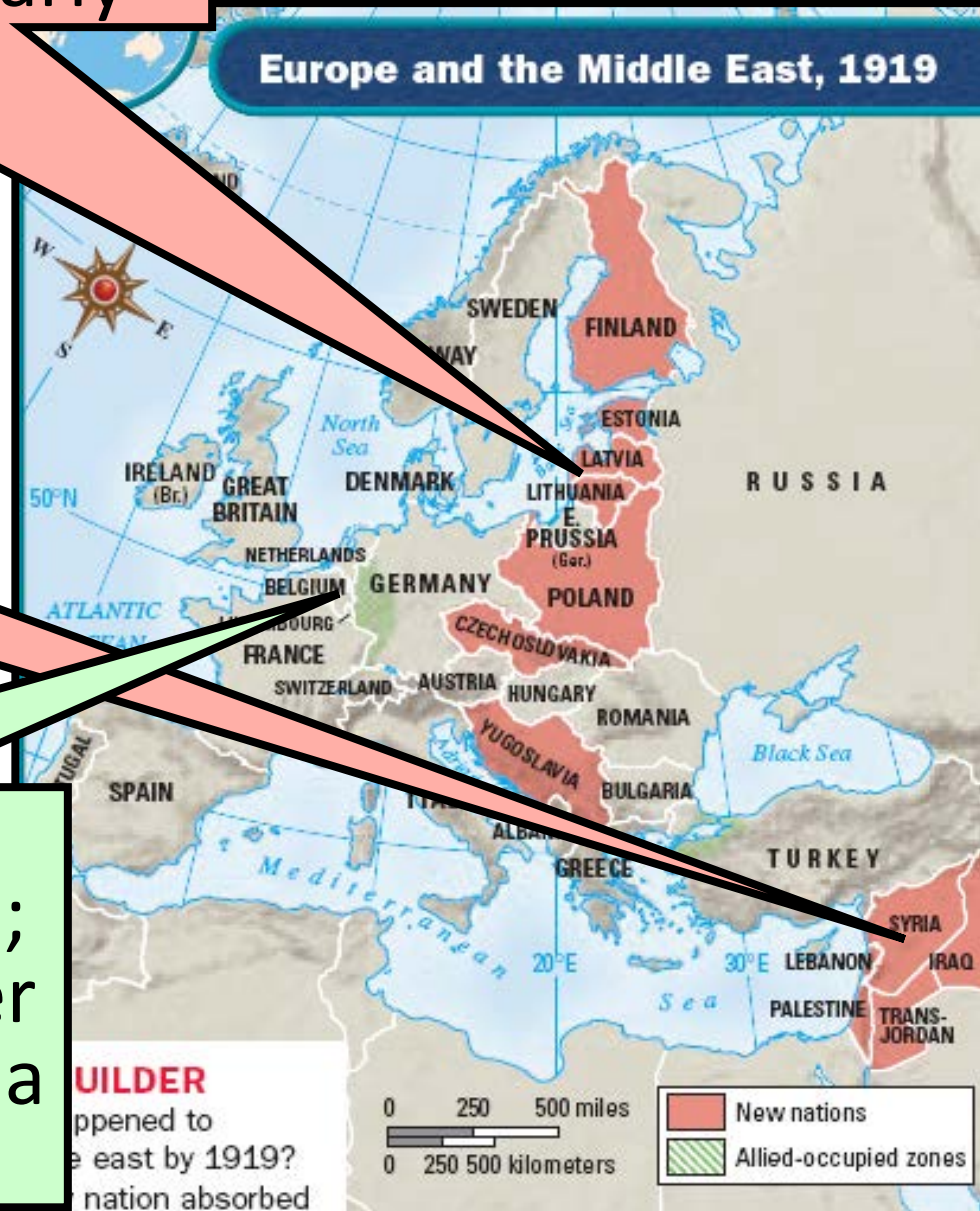 Europe and the Middle East, 1919
W
E
S
SWEDEN
FINLAND
North
Sea
ESTONIA
LATVIA
IRELAND
(Br.)
GREAT
BRITAIN
DENMARK
LITHUANIA
50°N
RUSSIA
E.
PRUSSIA
(Ger.)
NETHERLANDS
BELGIUM
GERMANY
POLAND
ATLANTIC
CZECHOSLOVAKIA
FRANCE
SWITZERLAND
AUSTRIA
HUNGARY
ROMANIA
YUGOSLAVIA
Black Sea
SPAIN
BULGARIA
GREECE
TURKEY
Mediterranean
Sea
SYRIA
20°E
30°E
LEBANON
IRAQ
PALESTINE
TRANS-
JORDAN
;
er
a
UILDER
ppened to
e east by 1919?
nation absorbed
0 250 500 miles
0 250 500 kilometers
New nations
Allied-occupied zones